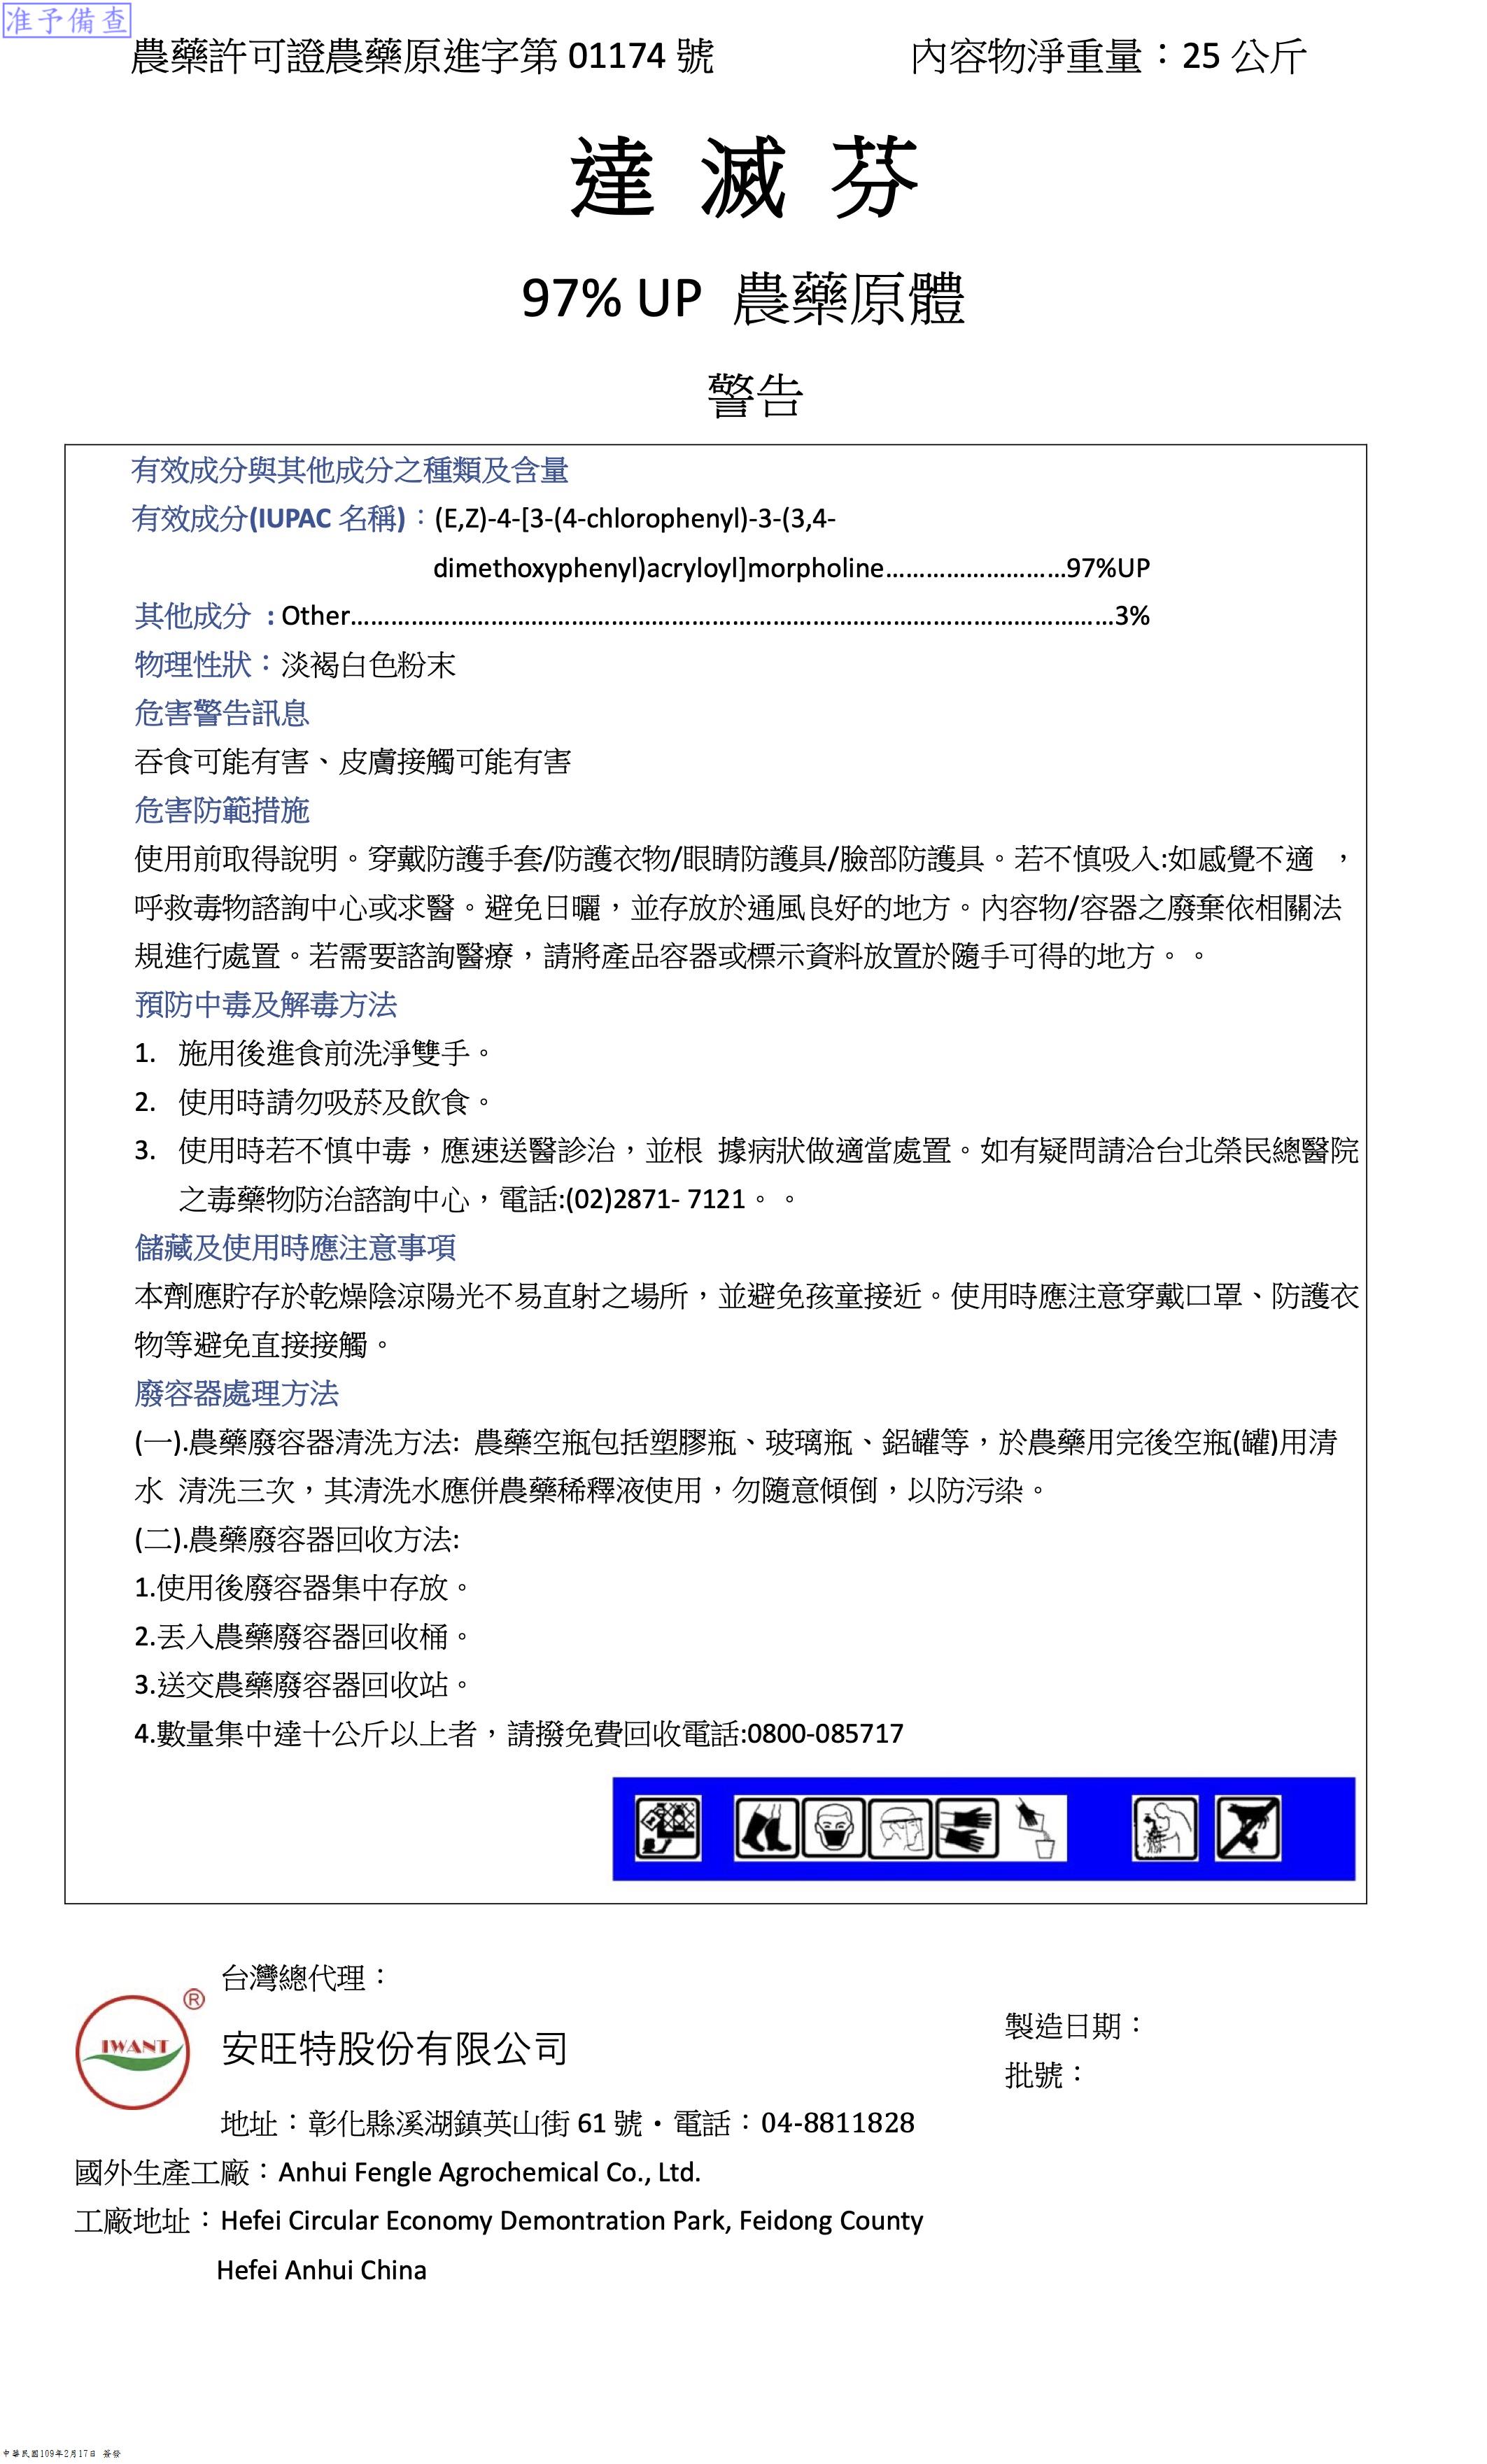 准予備查
農藥許可證農藥原進字第 01174 號 內容物淨重量：25 公斤
達 滅 芬
97% UP 農藥原體
警告
有效成分與其他成分之種類及含量
有效成分(IUPAC 名稱)：(E,Z)-4-[3-(4-chlorophenyl)-3-(3,4-
dimethoxyphenyl)acryloyl]morpholine...........................97%UP
其他成分 : Other...................................................................................................................3%
物理性狀：淡褐白色粉末
危害警告訊息
吞食可能有害、皮膚接觸可能有害
危害防範措施
使用前取得說明。穿戴防護手套/防護衣物/眼睛防護具/臉部防護具。若不慎吸入:如感覺不適 ，
呼救毒物諮詢中心或求醫。避免日曬，並存放於通風良好的地方。內容物/容器之廢棄依相關法
規進行處置。若需要諮詢醫療，請將產品容器或標示資料放置於隨手可得的地方。。
預防中毒及解毒方法
1. 施用後進食前洗淨雙手。
2. 使用時請勿吸菸及飲食。
3. 使用時若不慎中毒，應速送醫診治，並根 據病狀做適當處置。如有疑問請洽台北榮民總醫院
之毒藥物防治諮詢中心，電話:(02)2871- 7121。。
儲藏及使用時應注意事項
本劑應貯存於乾燥陰涼陽光不易直射之場所，並避免孩童接近。使用時應注意穿戴口罩、防護衣
物等避免直接接觸。
廢容器處理方法
(一).農藥廢容器清洗方法: 農藥空瓶包括塑膠瓶、玻璃瓶、鋁罐等，於農藥用完後空瓶(罐)用清
水 清洗三次，其清洗水應併農藥稀釋液使用，勿隨意傾倒，以防污染。
(二).農藥廢容器回收方法:
1.使用後廢容器集中存放。
2.丟入農藥廢容器回收桶。
3.送交農藥廢容器回收站。
4.數量集中達十公斤以上者，請撥免費回收電話:0800-085717
台灣總代理：
IWANT ®
安旺特股份有限公司
製造日期：
批號：
地址：彰化縣溪湖鎮英山街 61 號・電話：04-8811828
國外生產工廠：Anhui Fengle Agrochemical Co., Ltd.
工廠地址：Hefei Circular Economy Demontration Park, Feidong County
Hefei Anhui China
中華民國109年2月17日 簽發